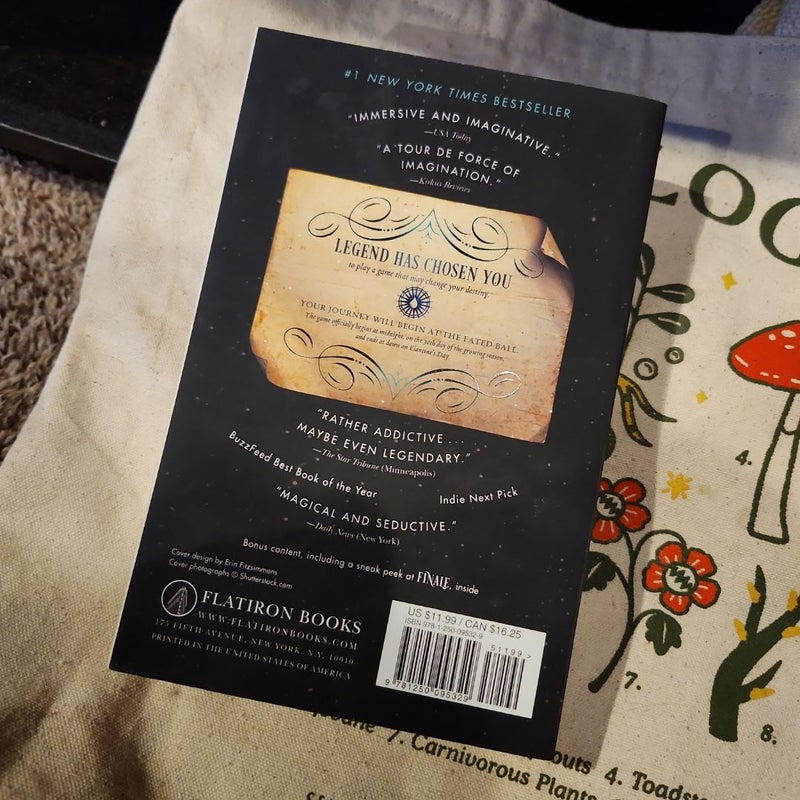 #1 NEW YORK TIMES BESTSELLER
"IMMERSIVE AND IMAGINATIVE."
—USA Today
"A TOUR DE FORCE OF
IMAGINATION."
—Kirkus Reviews
LEGEND HAS CHOSEN YOU
to play a game that may change your destiny.
YOUR JOURNEY WILL BEGIN AT THE FATED BALL.
The game officially begins at midnight, on the 30th day of the growing season,
and ends at dawn on Elantine's Day.
"RATHER ADDICTIVE...
MAYBE EVEN LEGENDARY."
—The Star Tribune (Minneapolis)
BuzzFeed Best Book of the Year
Indie Next Pick
"MAGICAL AND SEDUCTIVE."
—Daily News (New York)
Bonus content, including a sneak peek at FINALE, inside
Cover design by Erin Fitzsimmons
Cover photographs © Shutterstock.com
FLATIRON BOOKS
WWW.FLATIRONBOOKS.COM
175 FIFTH AVENUE, NEW YORK, N.Y. 10010
PRINTED IN THE UNITED STATES OF AMERICA
US $11.99 / CAN $16.25
ISBN 978-1-250-09532-9
51199>
9 781250 095329
4.
7.
8.
7. Carnivorous Plants
4.